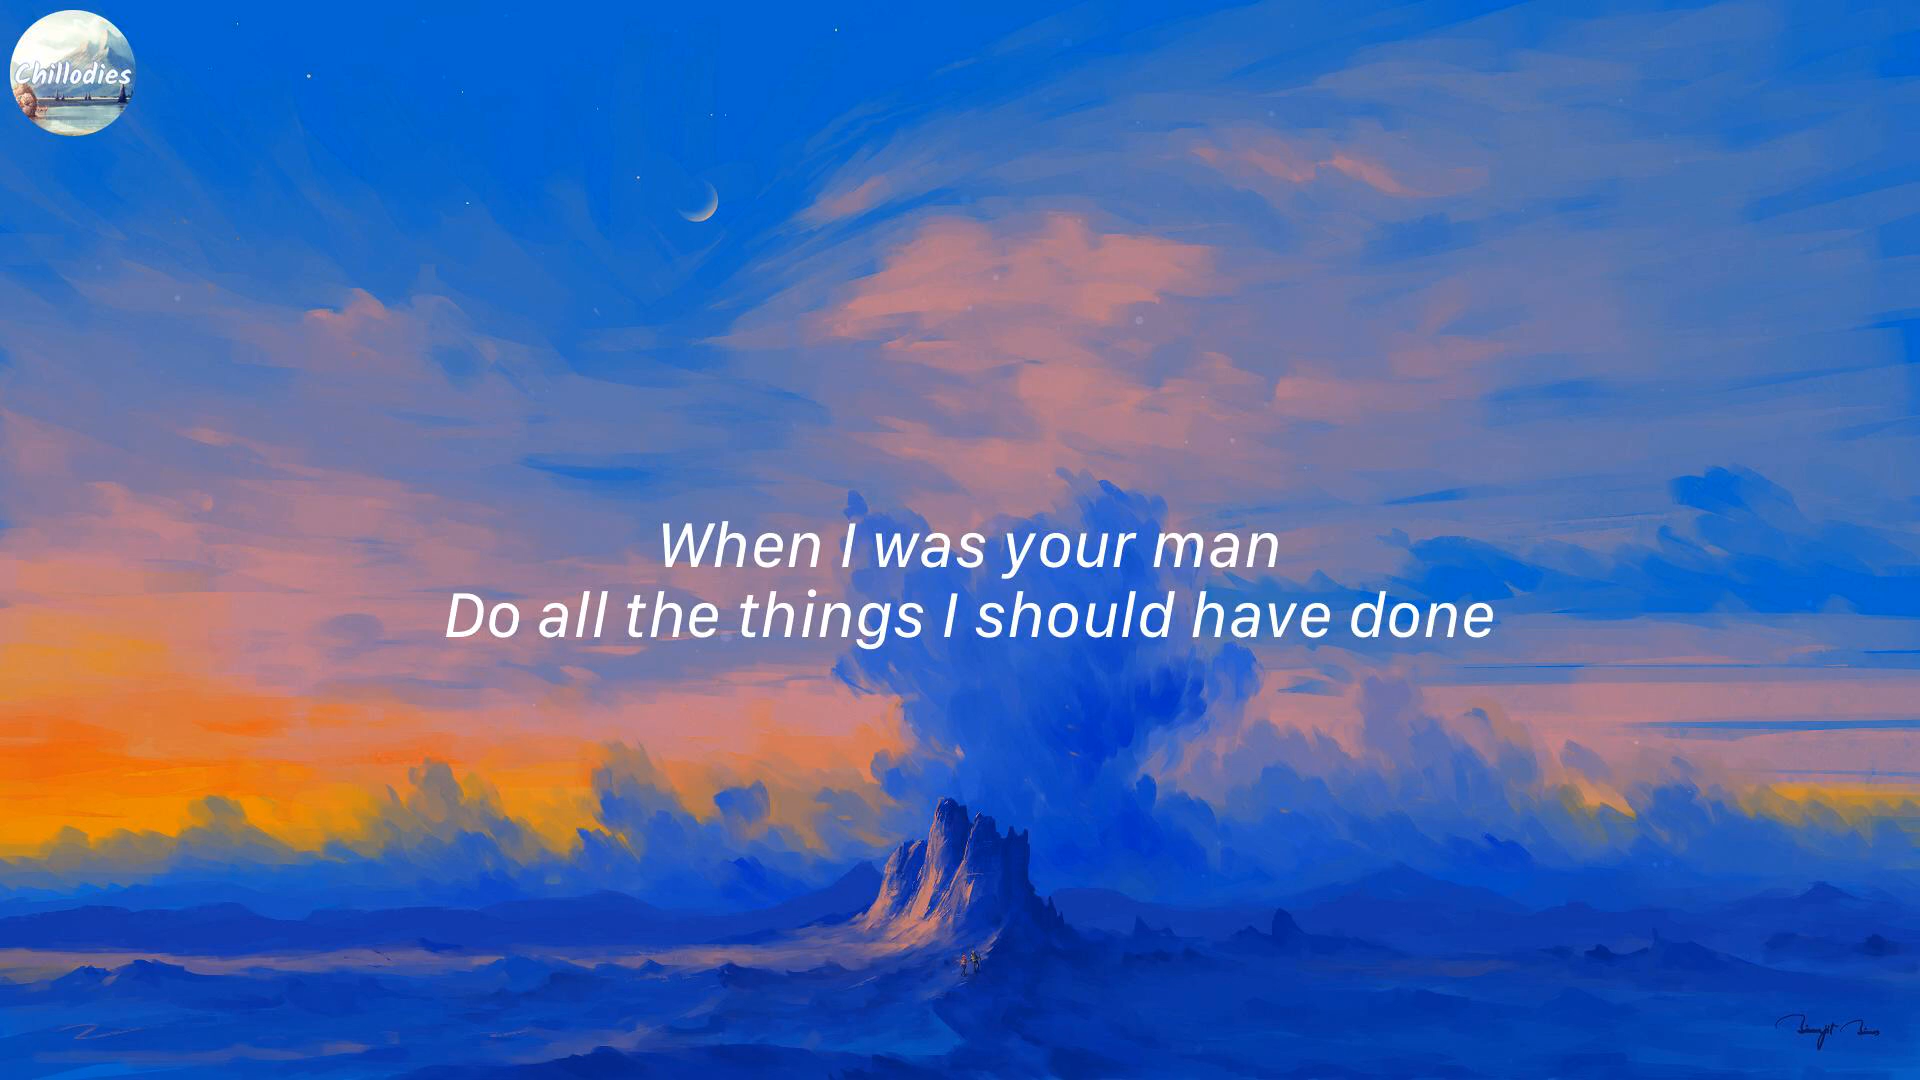 Chillodies
When I was your man
Do all the things I should have done